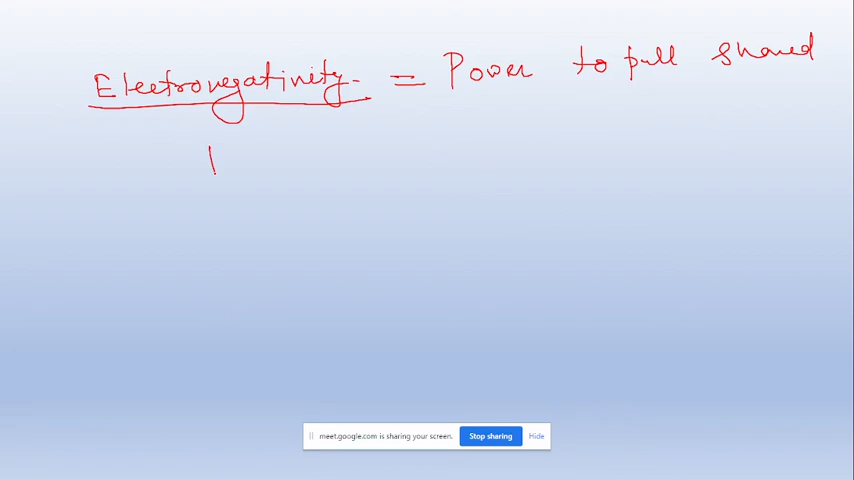 Electronegativity = Power to pull shared
meet.google.com is sharing your screen. Stop sharing Hide